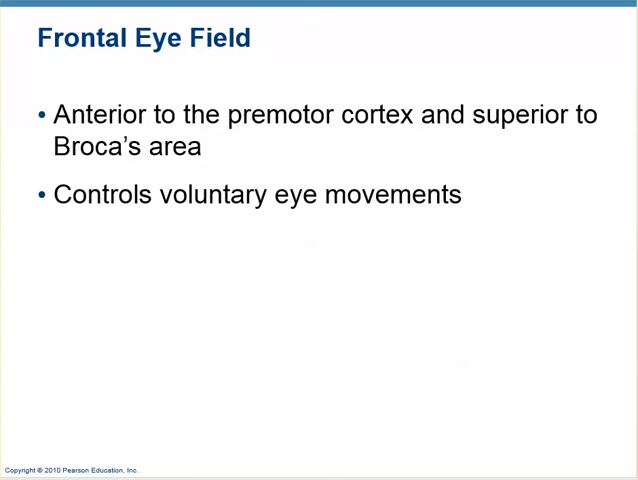 Frontal Eye Field
• Anterior to the premotor cortex and superior to
Broca’s area
• Controls voluntary eye movements
Copyright © 2010 Pearson Education, Inc.